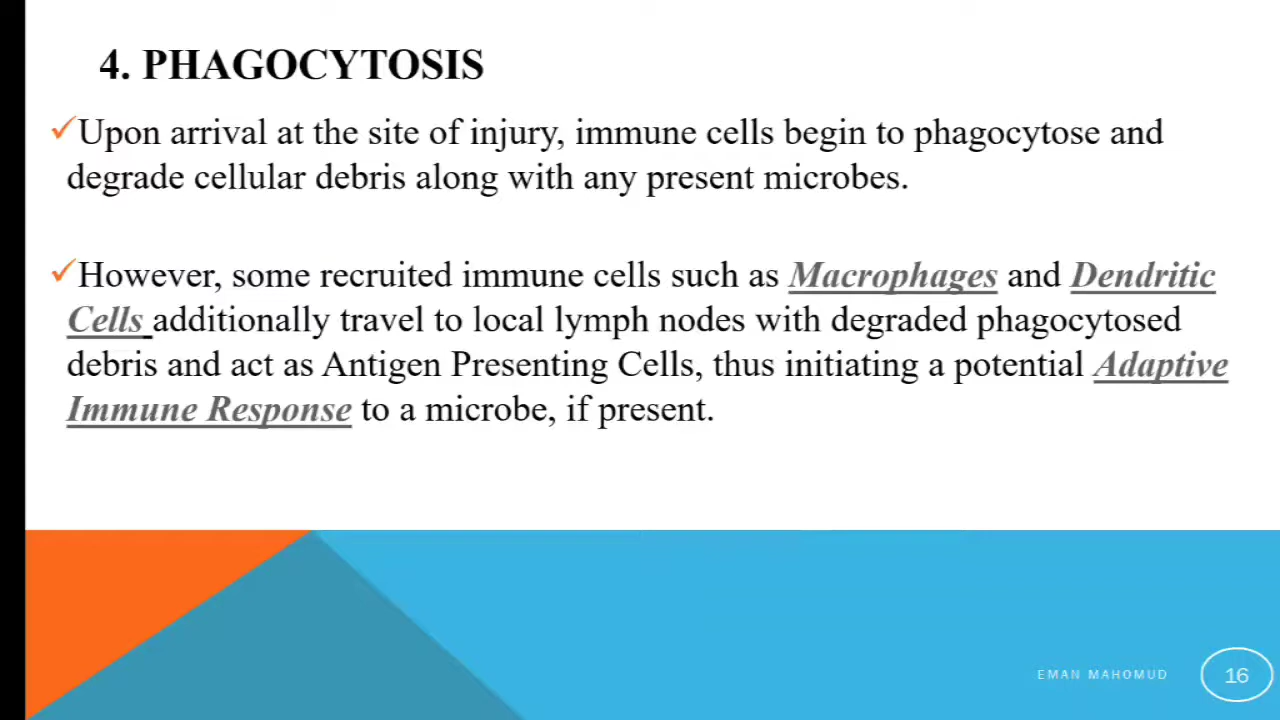 4. PHAGOCYTOSIS
✓Upon arrival at the site of injury, immune cells begin to phagocytose and
degrade cellular debris along with any present microbes.
✓However, some recruited immune cells such as Macrophages and Dendritic
Cells additionally travel to local lymph nodes with degraded phagocytosed
debris and act as Antigen Presenting Cells, thus initiating a potential Adaptive
Immune Response to a microbe, if present.
EMAN MAHOMUD
16